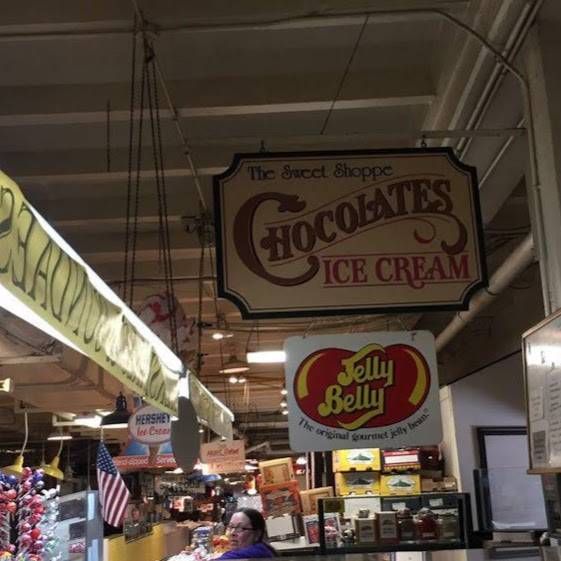 The Sweet Shoppe
CHOCOLATES
ICE CREAM
Jelly
Belly
The original gourmet jelly bean.®
HERSHEY'S
Ice Cream